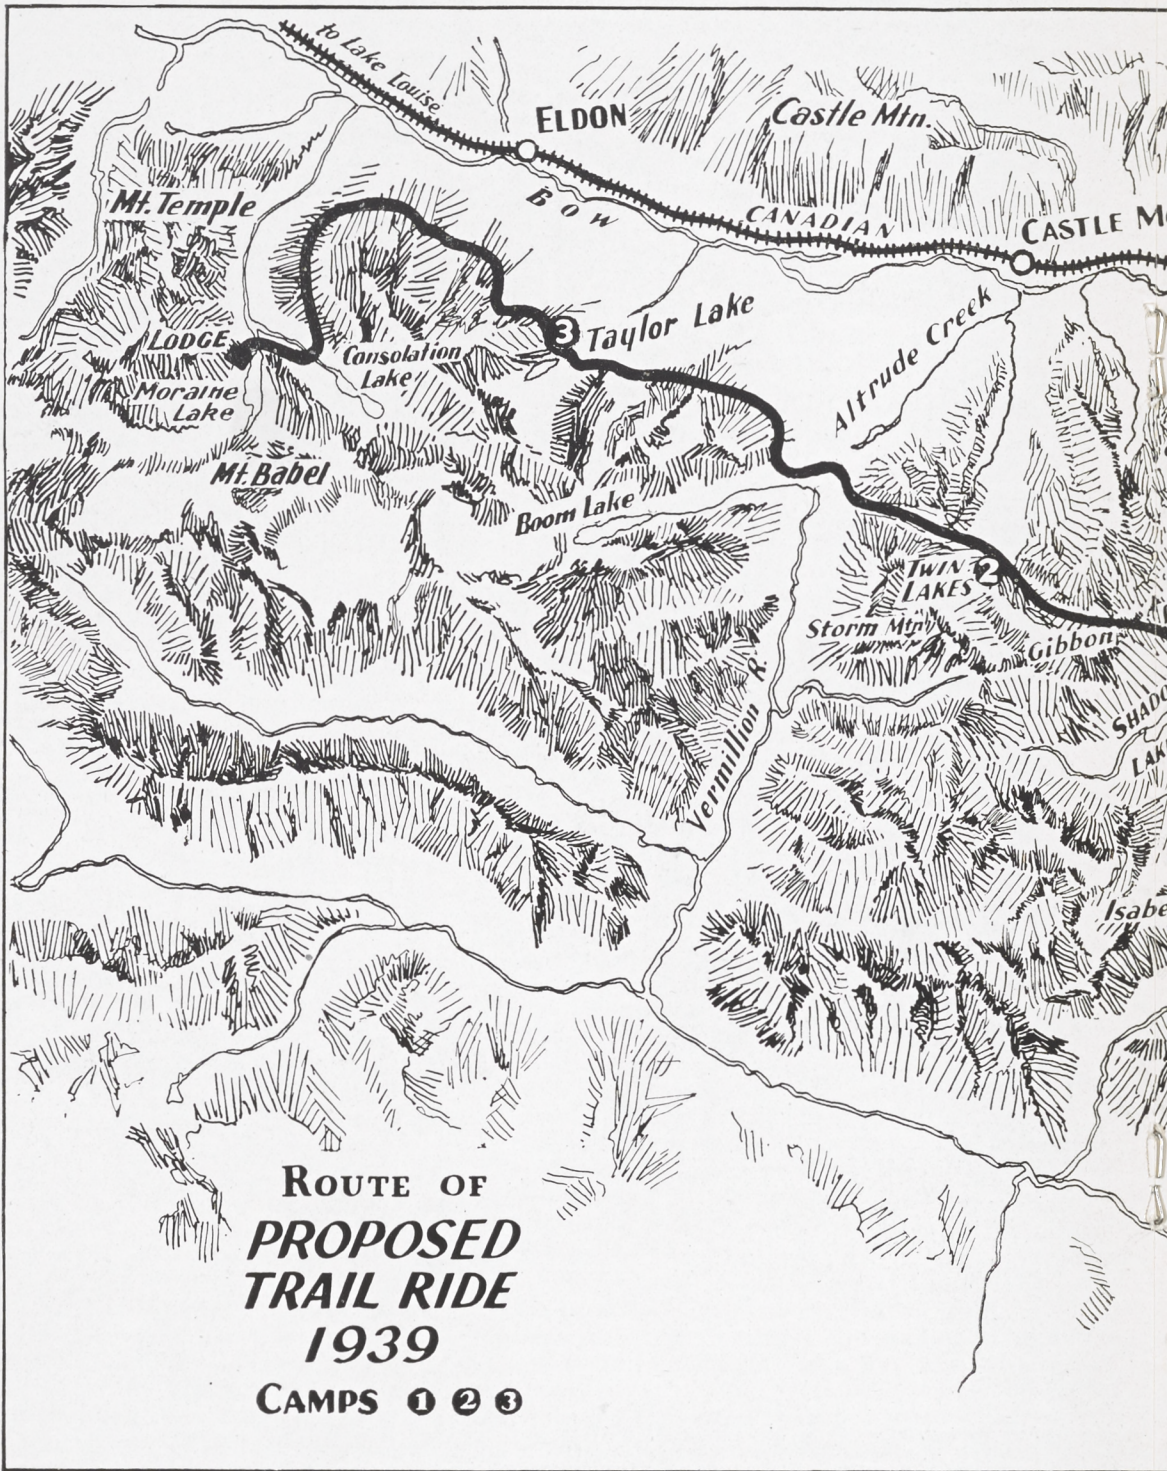 to Lake Louise
ELDON
Castle Mtn.
BOW
CANADIAN
CASTLE M
Mt. Temple
LODGE
Moraine
Lake
Consolation
Lake
3 Taylor Lake
Altrude Creek
Mt. Babel
Boom Lake
TWIN
LAKES
2
Storm Mtn.
Gibbon
Vermillion R.
SHADO
LAK
Isabe
ROUTE OF
PROPOSED
TRAIL RIDE
1939
CAMPS 1 2 3